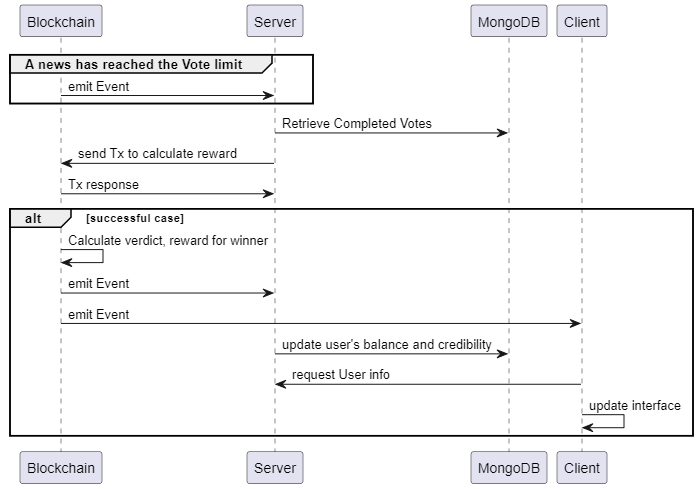 Blockchain Server MongoDB Client
A news has reached the Vote limit
emit Event
Retrieve Completed Votes
send Tx to calculate reward
Tx response
alt [successful case]
Calculate verdict, reward for winner
emit Event
emit Event
update user's balance and credibility
request User info
update interface
Blockchain Server MongoDB Client